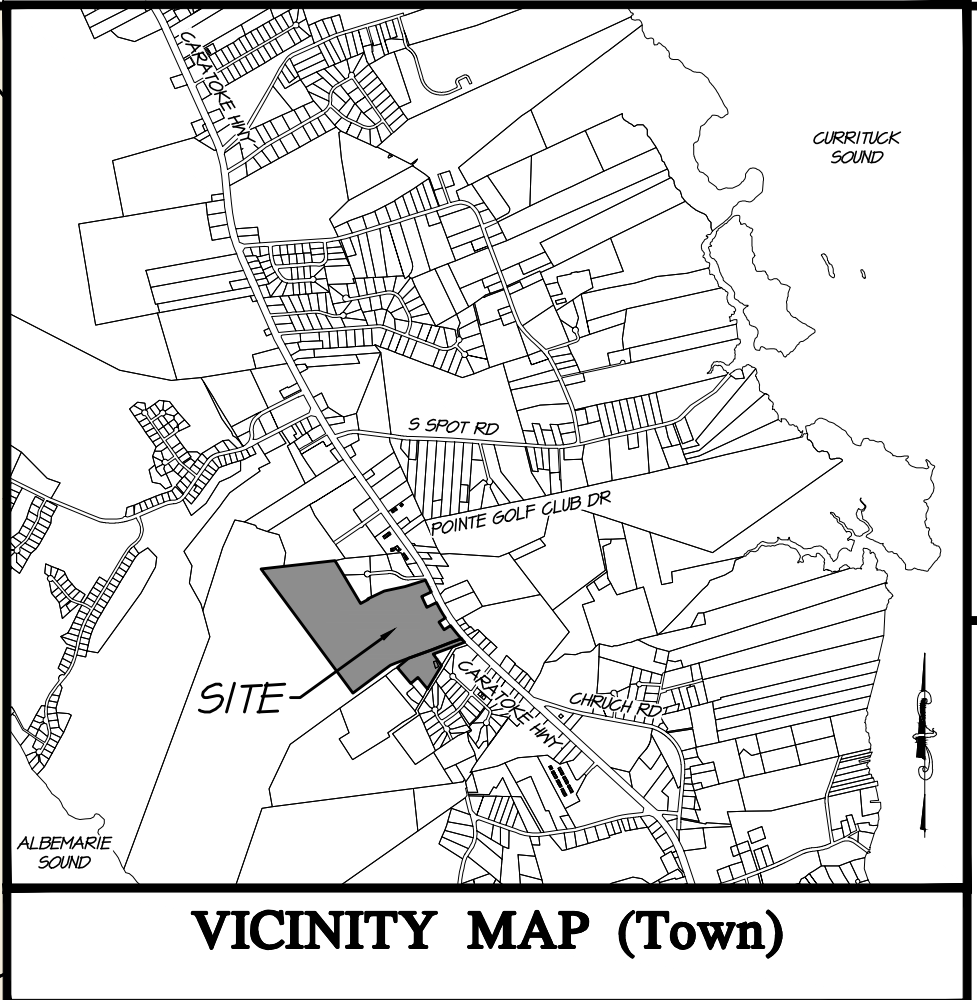 CARATOKE HWY
CURRITUCK
SOUND
S SPOT RD
POINTE GOLF CLUB DR
SITE
CARATOKE HWY
CHRUCH RD
ALBEMARIE
SOUND
VICINITY MAP (Town)